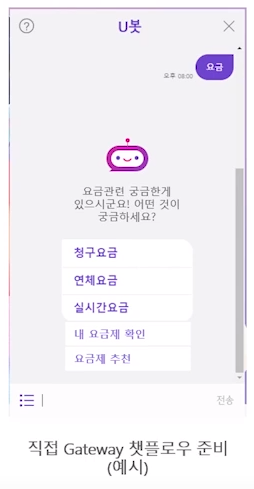 U봇
요금
오후 08:00
요금관련 궁금한게
있으시군요! 어떤 것이
궁금하세요?
청구요금
연체요금
실시간요금
내 요금제 확인
요금제 추천
전송
직접 Gateway 챗플로우 준비
(예시)